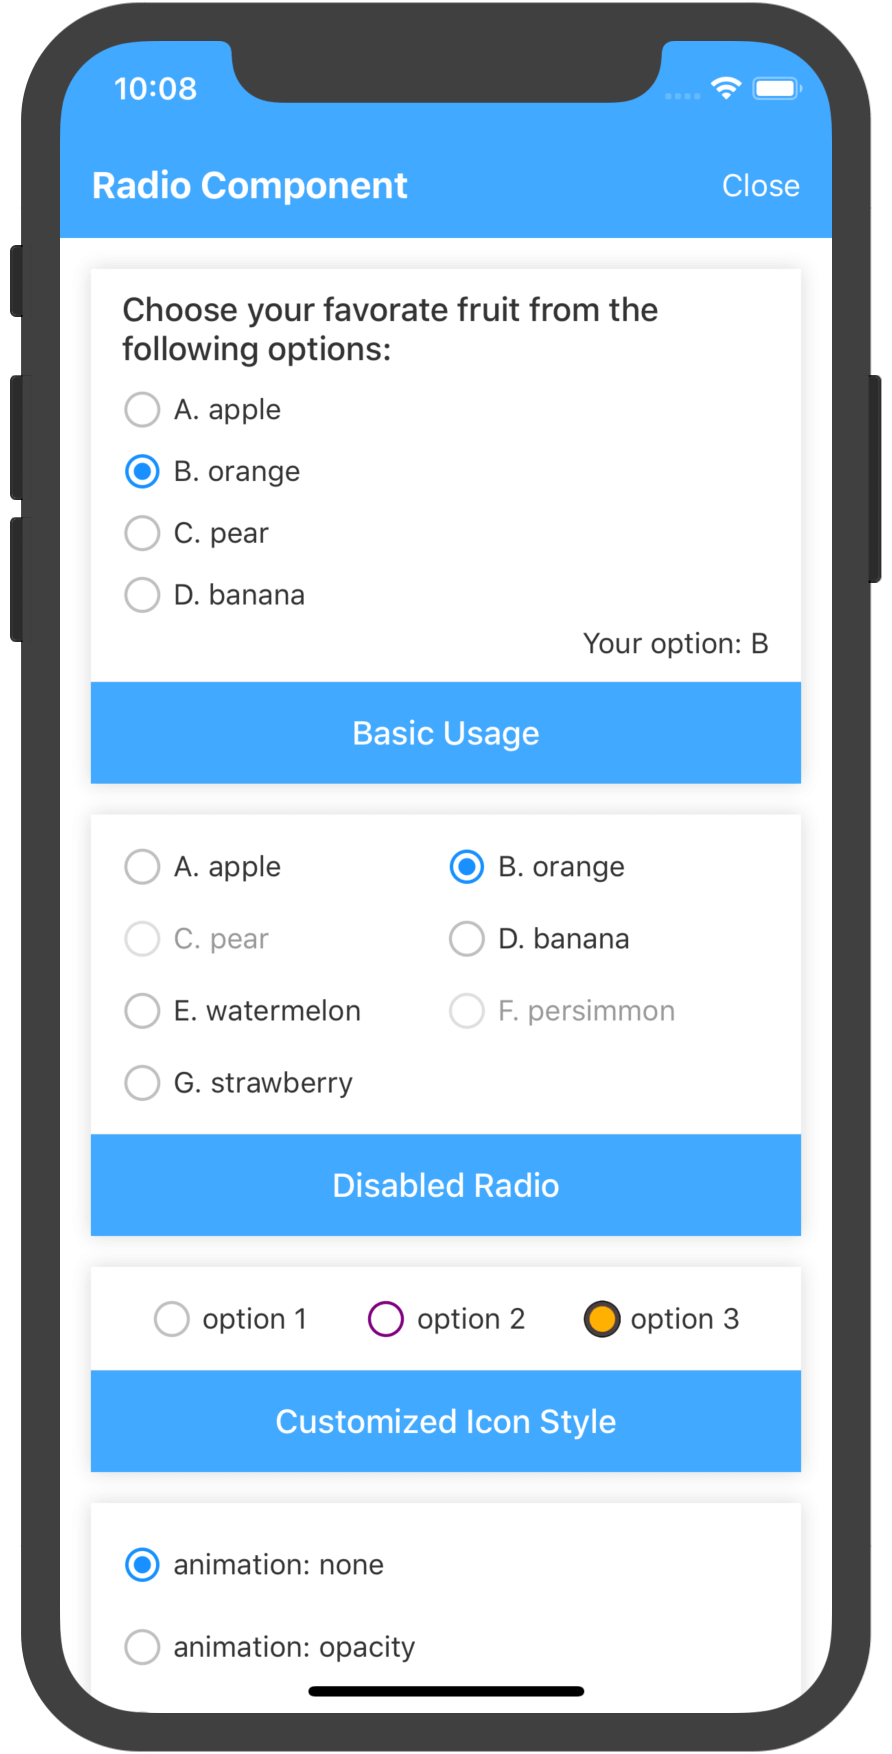 10:08
Radio Component
Close
Choose your favorate fruit from the
following options:
A. apple
B. orange
C. pear
D. banana
Your option: B
Basic Usage
A. apple
B. orange
C. pear
D. banana
E. watermelon
F. persimmon
G. strawberry
Disabled Radio
option 1
option 2
option 3
Customized Icon Style
animation: none
animation: opacity